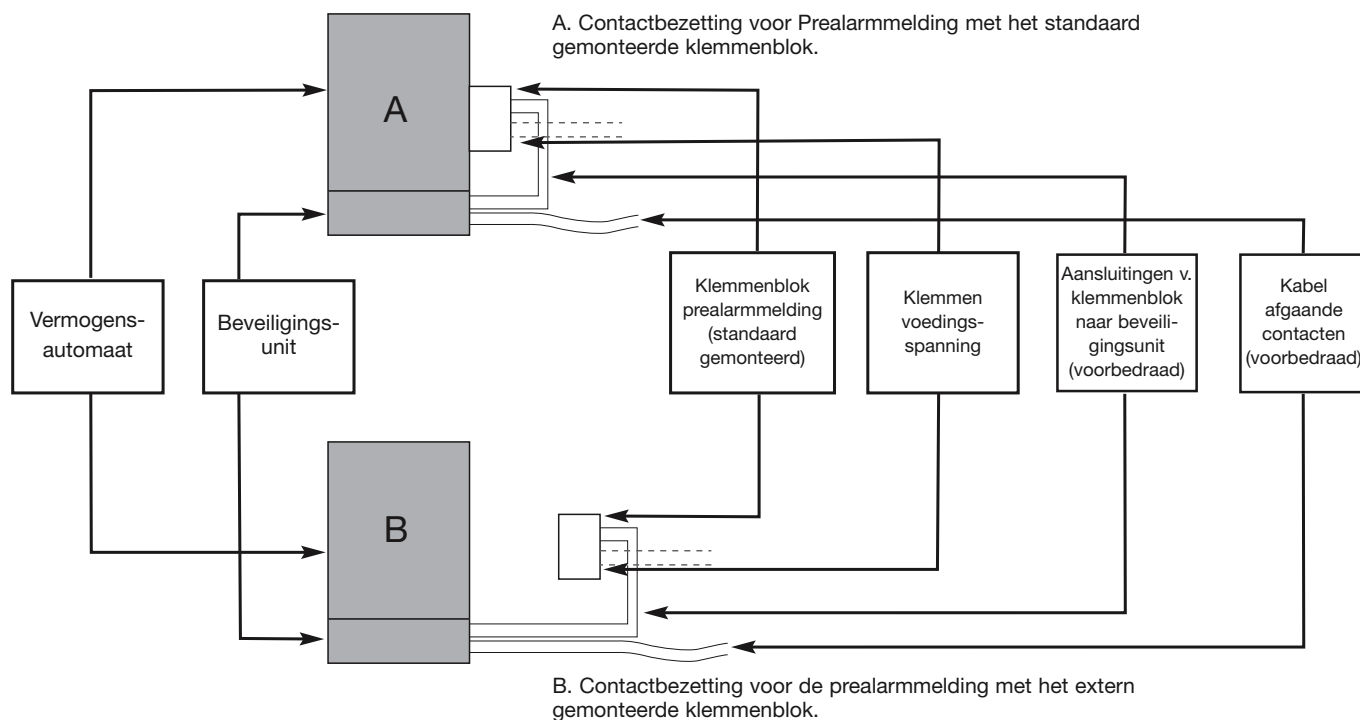 A. Contactbezetting voor Prealarmmelding met het standaard
gemonteerde klemmenblok.
A
Vermogens-
automaat
Beveiligings-
unit
Klemmenblok
prealarmmelding
(standaard
gemonteerd)
Klemmen
voedings-
spanning
Aansluitingen v.
klemmenblok
naar beveili-
gingsunit
(voorbedraad)
Kabel
afgaande
contacten
(voorbedraad)
B
B. Contactbezetting voor de prealarmmelding met het extern
gemonteerde klemmenblok.